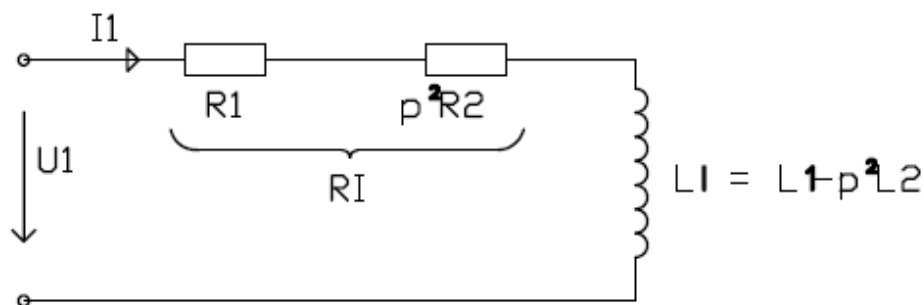 I1
R1
p²R2
U1
RI
LI = L1-p²L2